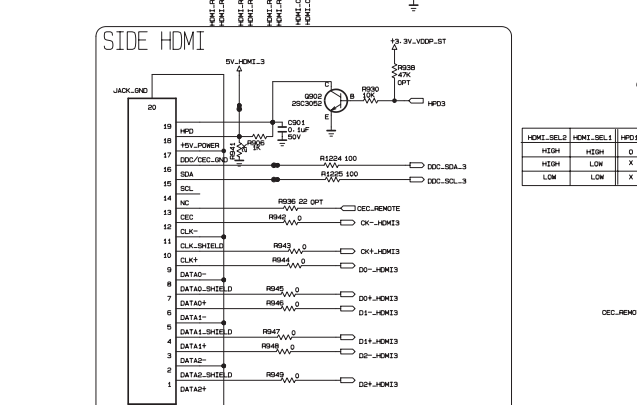 SIDE HDMI
+3.3V_VDDP_ST
5V_HDMI_3
R938
47K
OPT
JACK_GND
C
Q902
2SC3052
B
R930
10K
HPD3
E
20
C901
0.1uF
50V
19
HPD
R906
1K
R941
18
+5V_POWER
17
DDC/CEC_GND
R1224 100
DDC_SDA_3
16
SDA
R1225 100
DDC_SCL_3
15
SCL
14
NC
R936 22 OPT
CEC_REMOTE
13
CEC
R942 0
CK-_HDMI3
12
CLK-
11
CLK_SHIELD
R943 0
CK+_HDMI3
10
CLK+
R944 0
D0-_HDMI3
9
DATA0-
8
DATA0_SHIELD
R945 0
D0+_HDMI3
7
DATA0+
R946 0
D1-_HDMI3
6
DATA1-
5
DATA1_SHIELD
R947 0
D1+_HDMI3
4
DATA1+
R948 0
D2-_HDMI3
3
DATA2-
2
DATA2_SHIELD
R949 0
D2+_HDMI3
1
DATA2+
HDMI_SEL2 HDMI_SEL1 HPD1
HIGH HIGH 0
HIGH LOW X
LOW LOW X